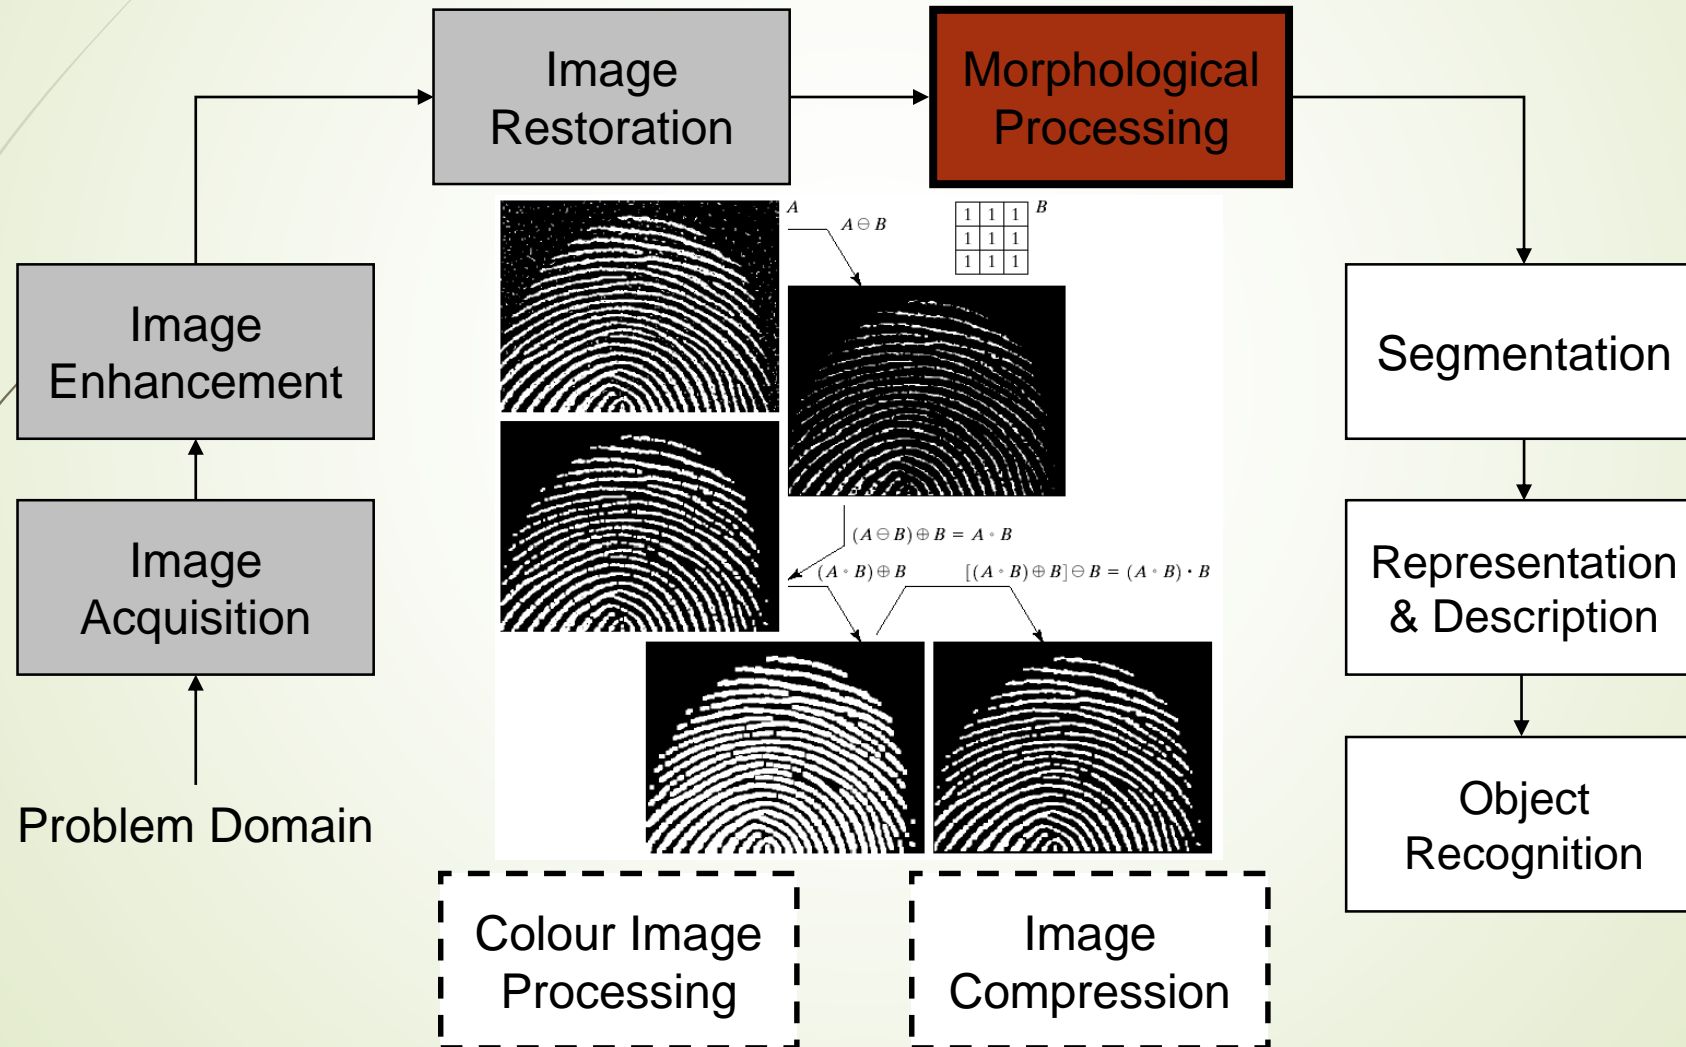 Image
Restoration
Morphological
Processing
Image
Enhancement
Image
Acquisition
Problem Domain
A
A ⊖ B
1 1 1
1 1 1
1 1 1
B
(A ⊖ B) ⊕ B = A ∘ B
(A ∘ B) ⊕ B
[(A ∘ B) ⊕ B] ⊖ B = (A ∘ B) • B
Segmentation
Representation
& Description
Object
Recognition
Colour Image
Processing
Image
Compression